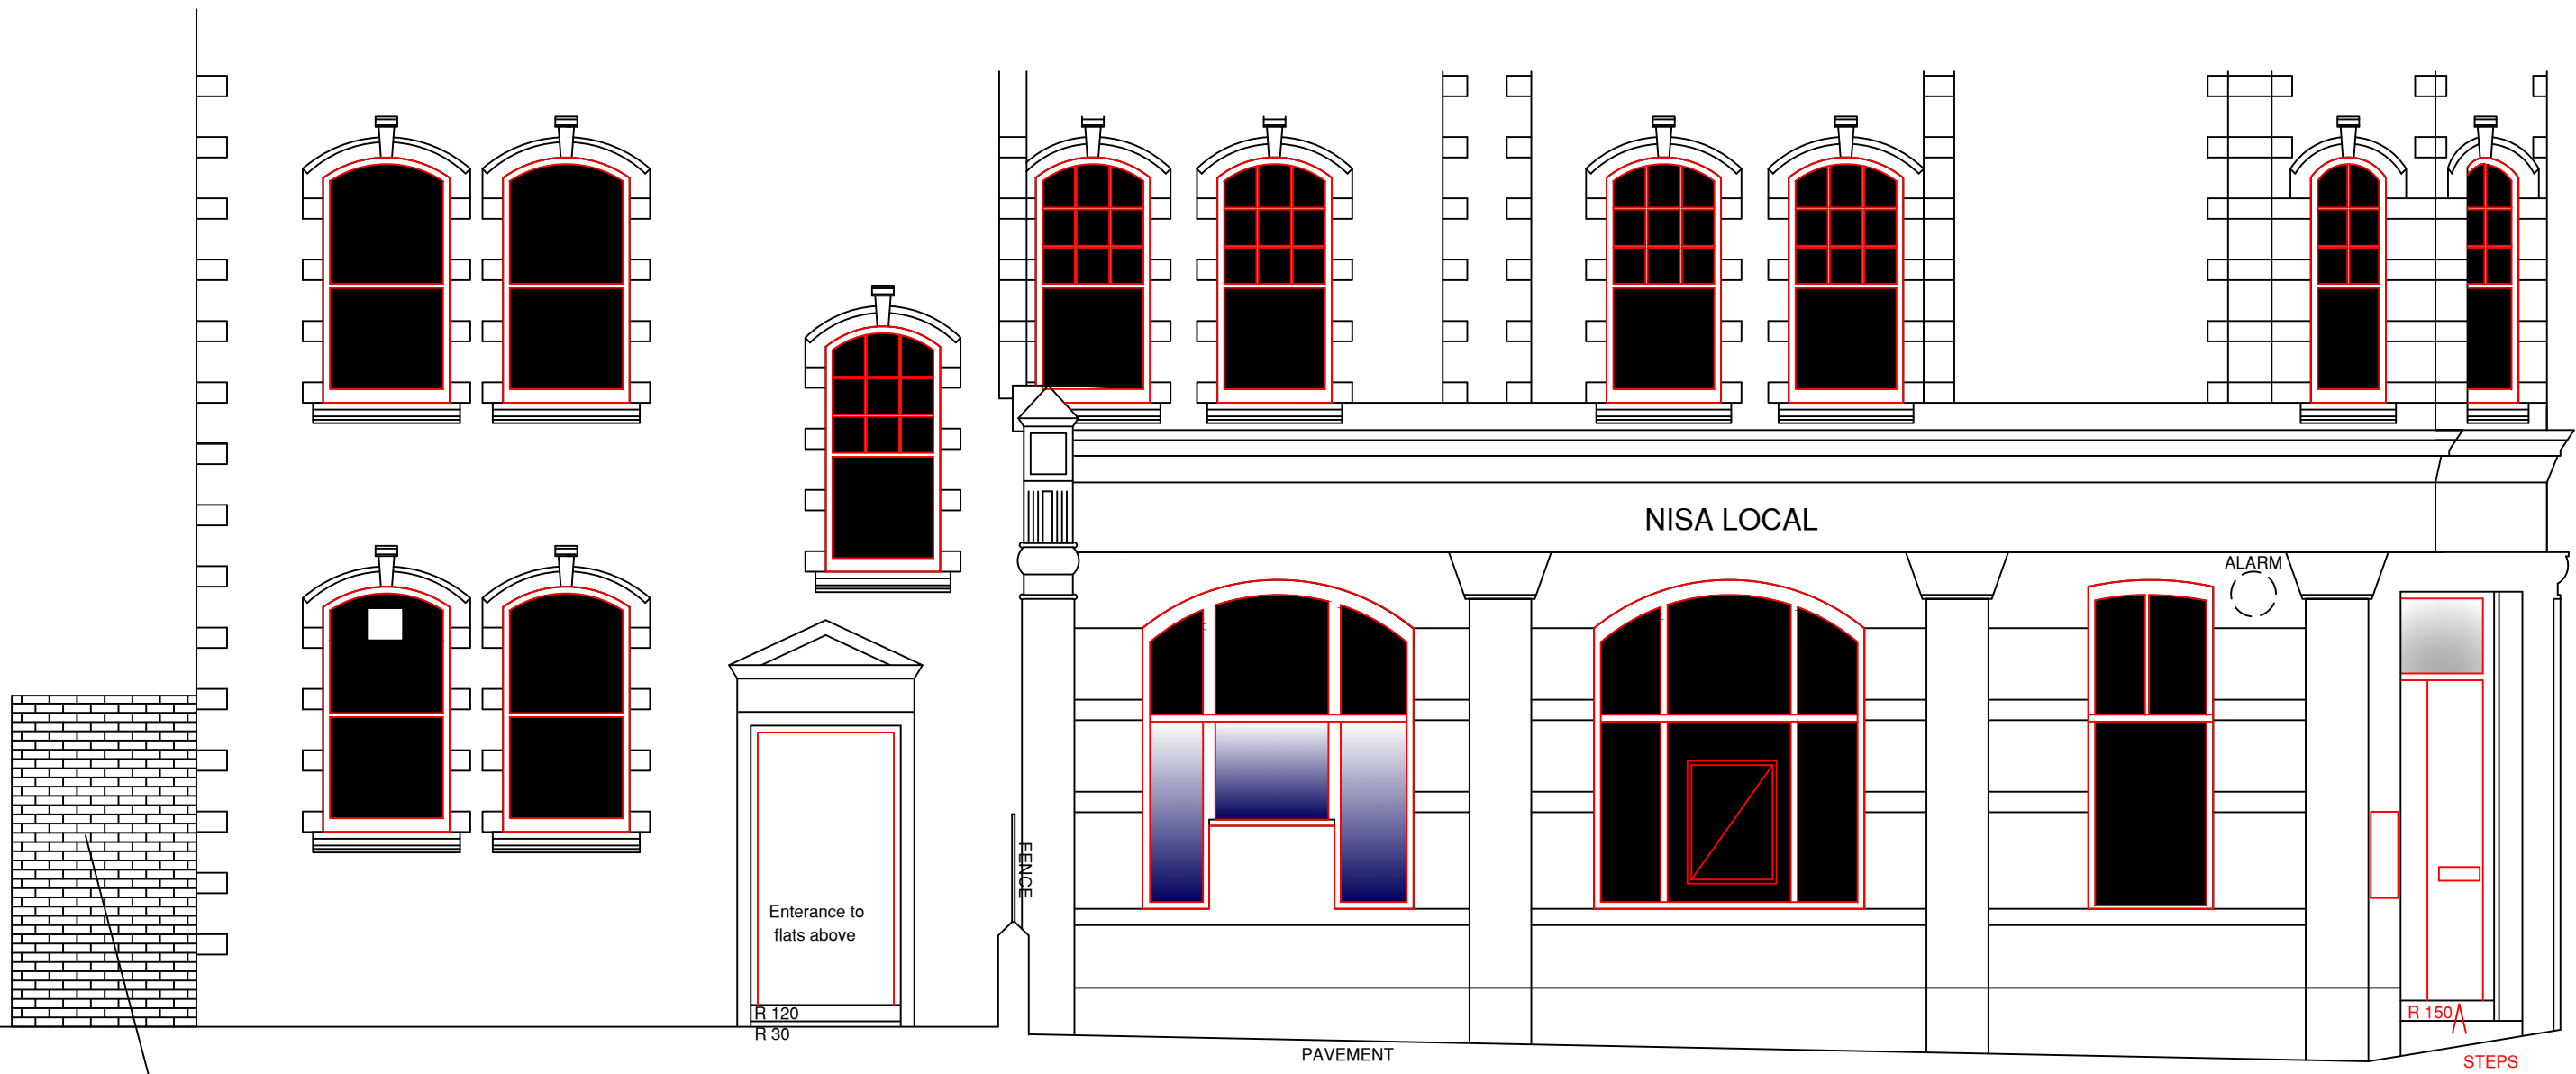 NISA LOCAL
ALARM
FENCE
Enterance to
flats above
R 120
R 30
R 150
PAVEMENT
STEPS